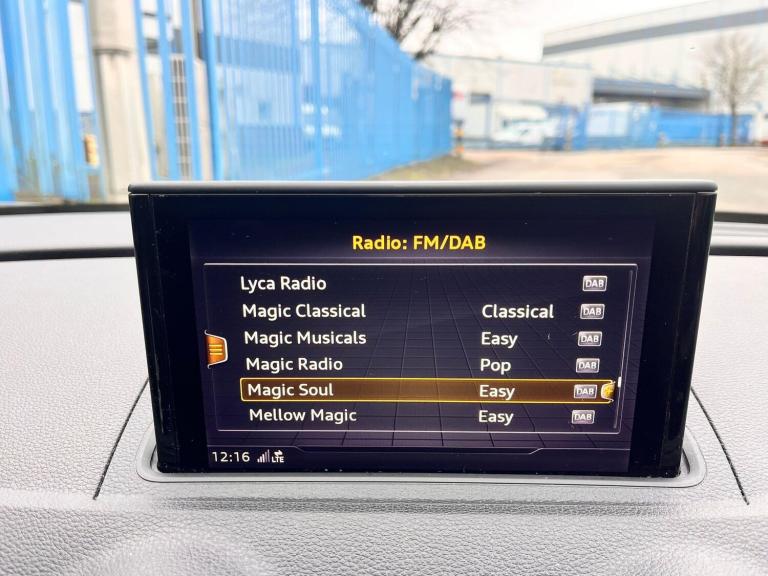 Radio: FM/DAB
Lyca Radio DAB
Magic Classical Classical DAB
Magic Musicals Easy DAB
Magic Radio Pop DAB
Magic Soul Easy DAB
Mellow Magic Easy DAB
12:16 LTE